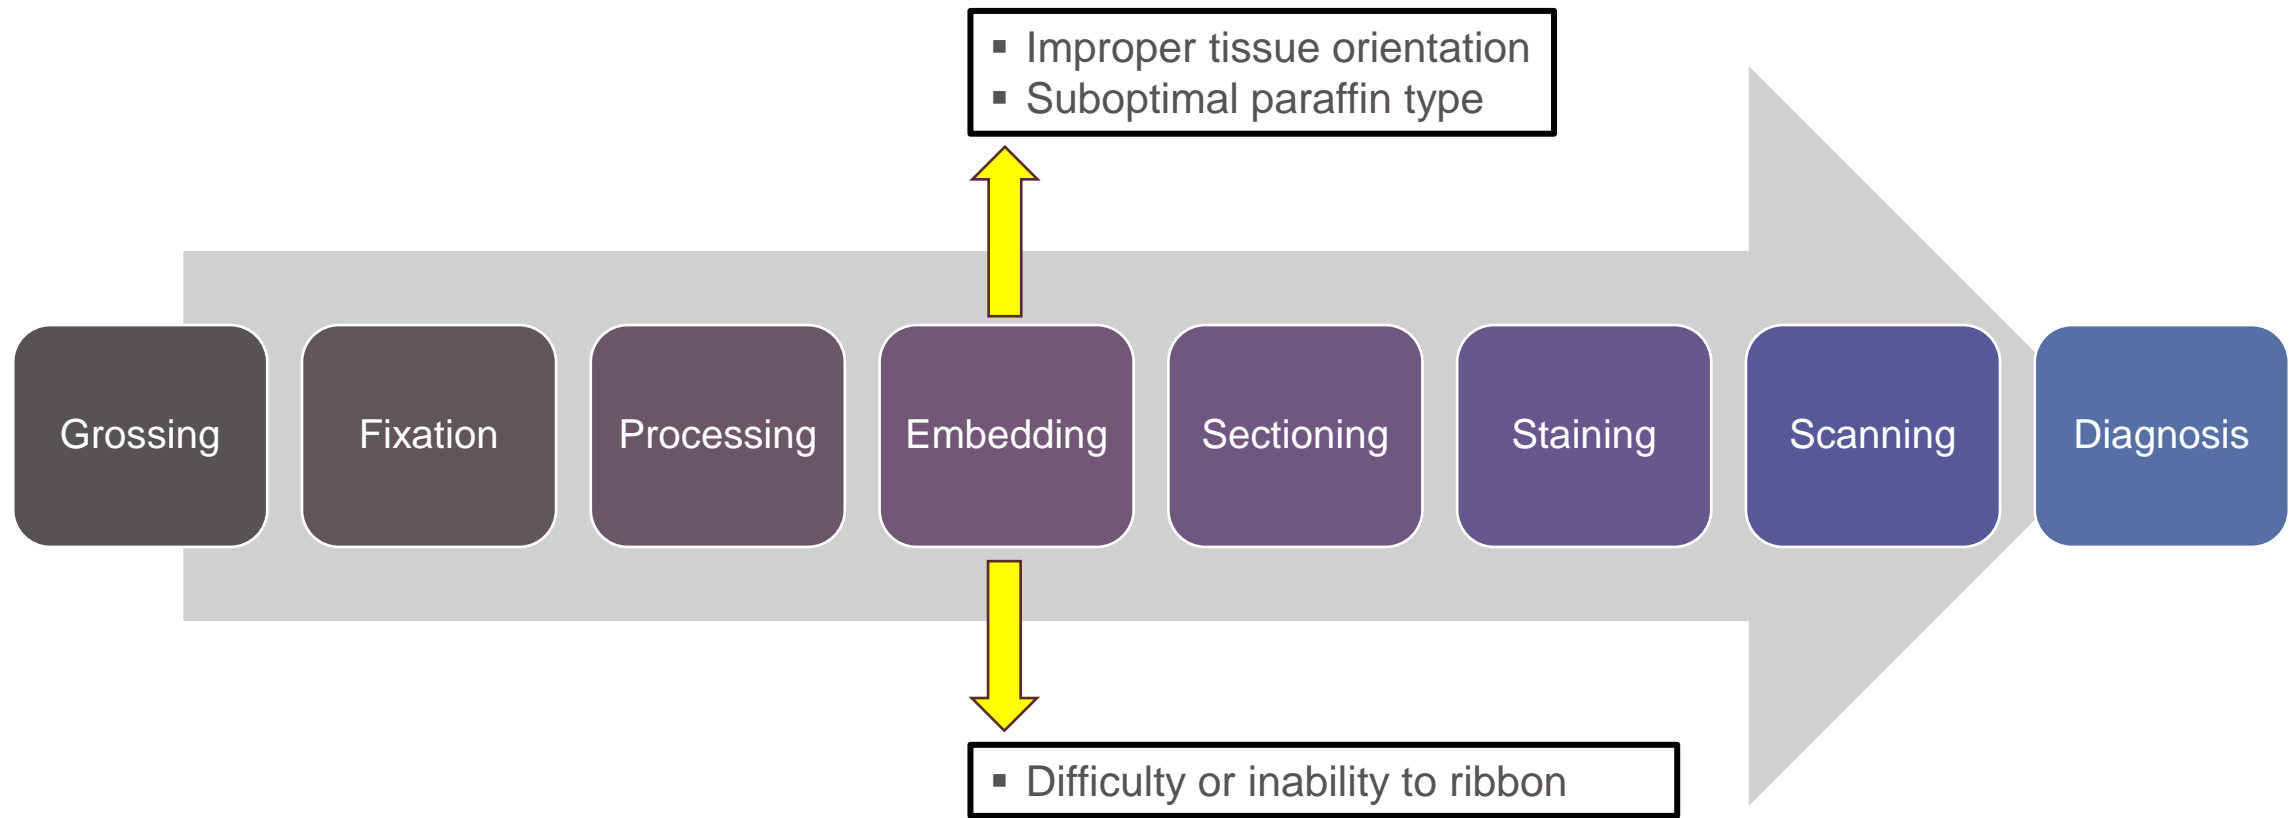 ▪ Improper tissue orientation
▪ Suboptimal paraffin type
Grossing
Fixation
Processing
Embedding
Sectioning
Staining
Scanning
Diagnosis
▪ Difficulty or inability to ribbon